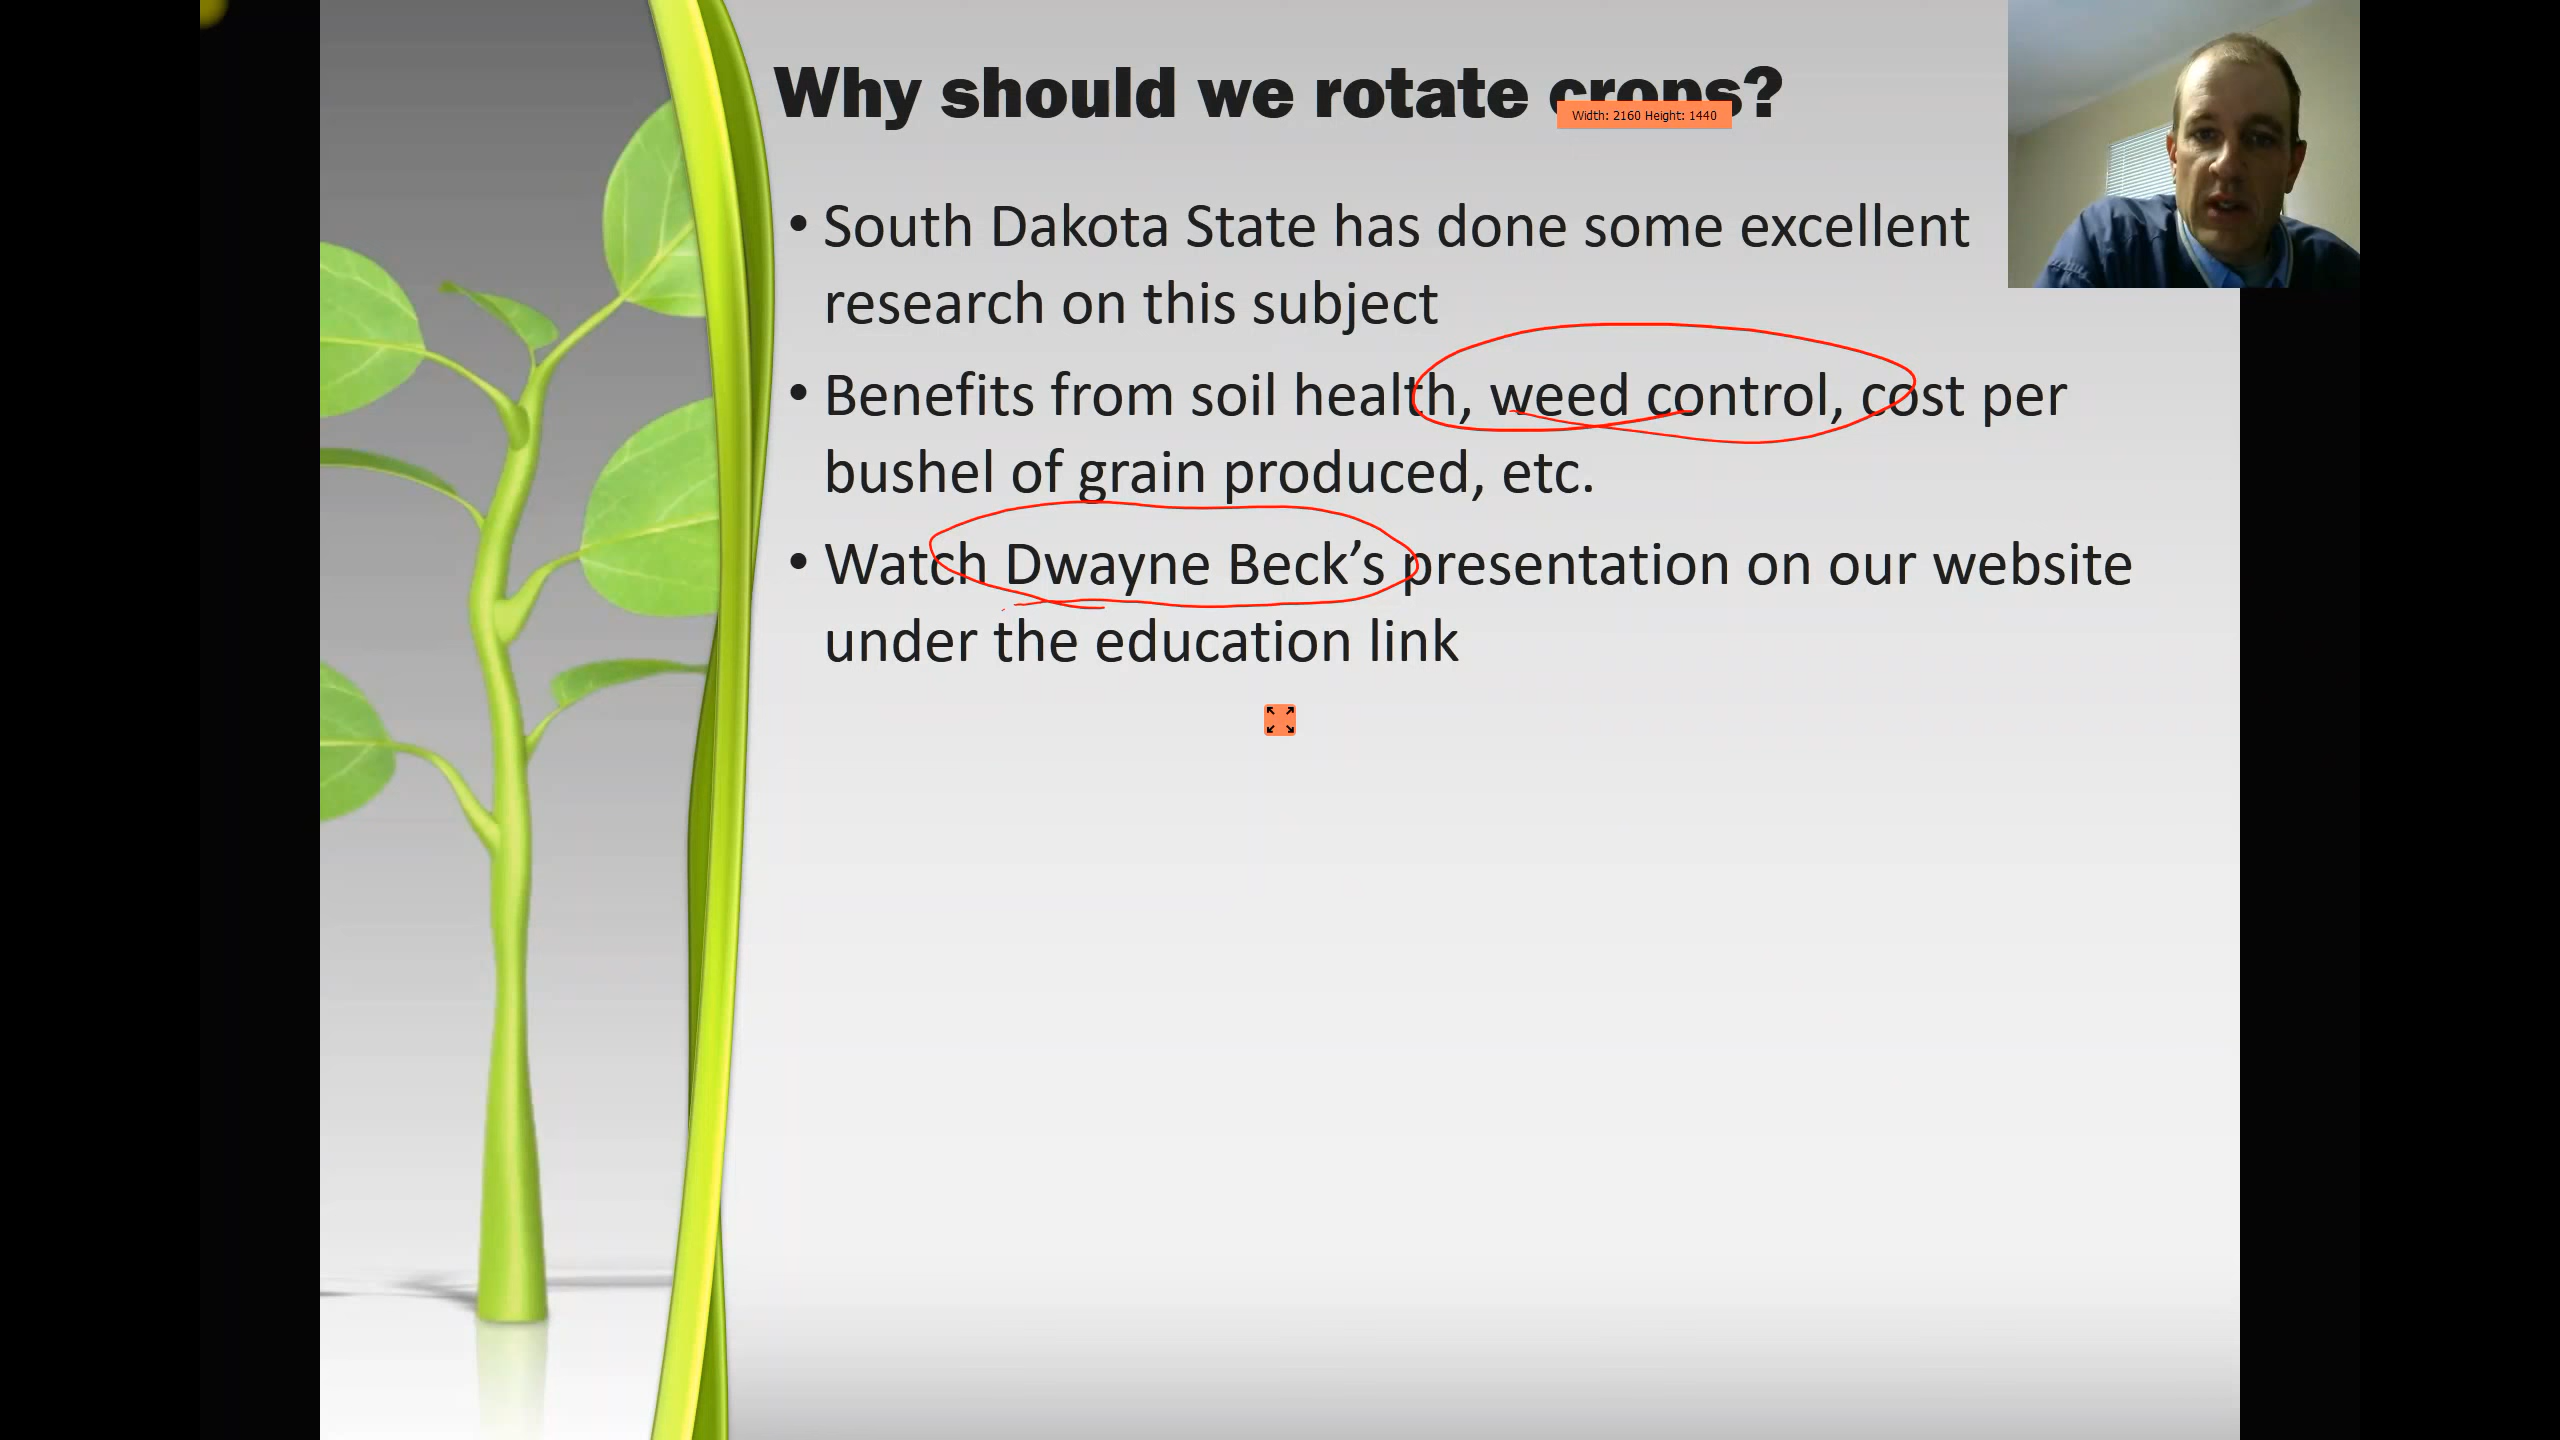 Why should we rotate crops?
Width: 2160 Height: 1440
• South Dakota State has done some excellent
research on this subject
• Benefits from soil health, weed control, cost per
bushel of grain produced, etc.
• Watch Dwayne Beck’s presentation on our website
under the education link